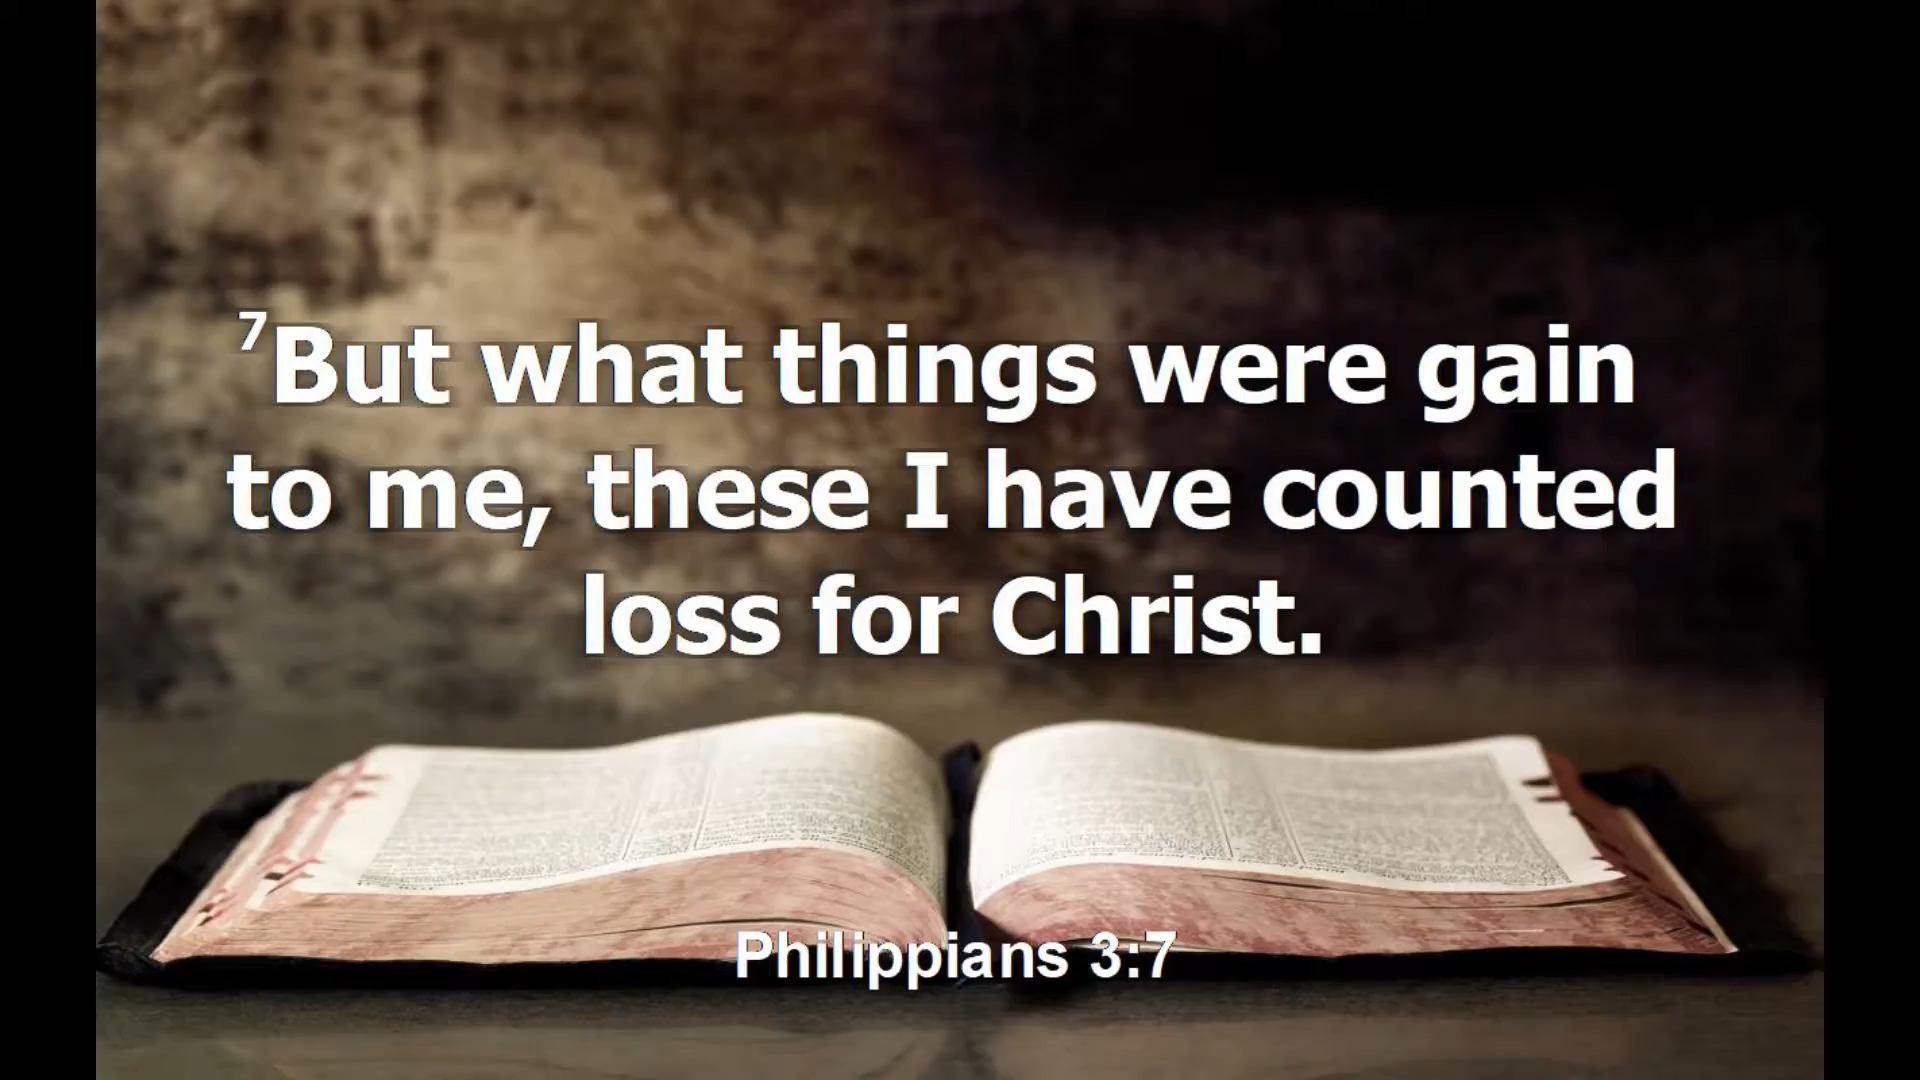 7But what things were gain
to me, these I have counted
loss for Christ.
Philippians 3:7